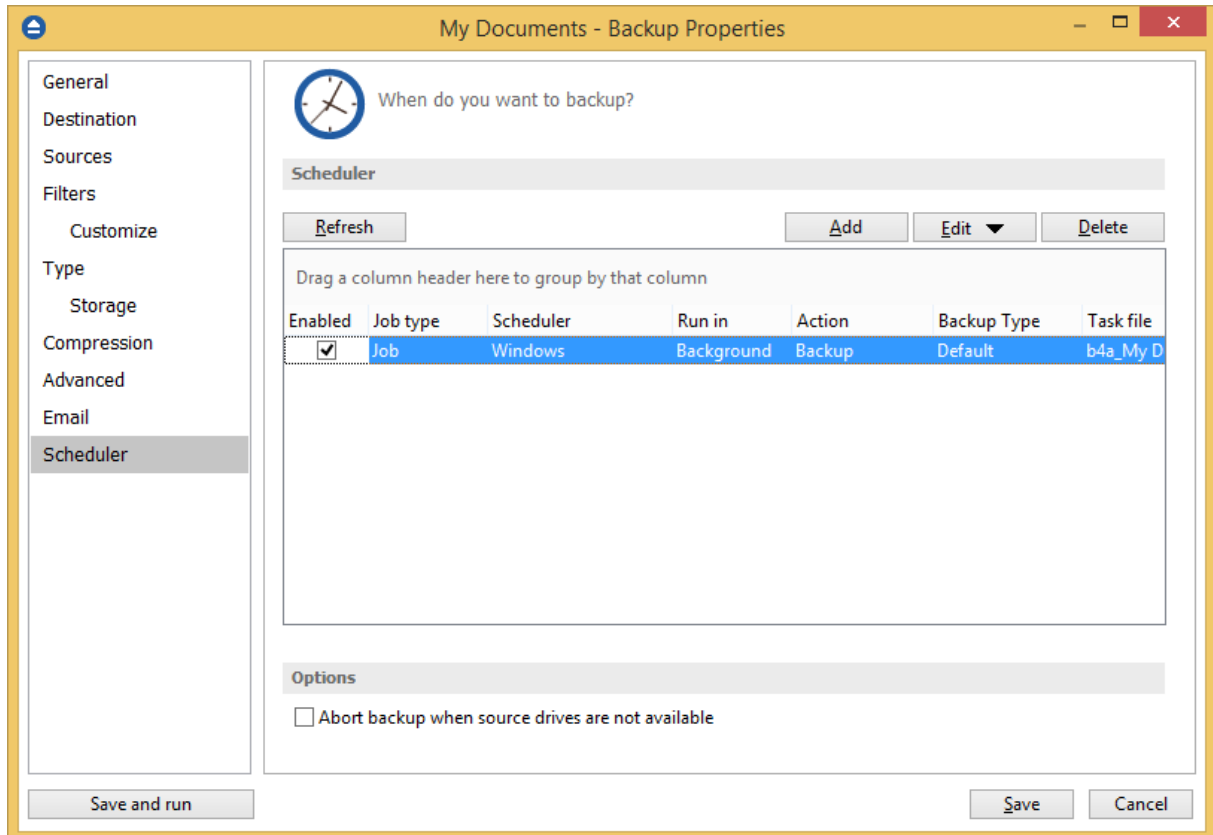 My Documents - Backup Properties
General
Destination
Sources
Filters
Customize
Type
Storage
Compression
Advanced
Email
Scheduler
When do you want to backup?
Scheduler
Refresh Add Edit Delete
Drag a column header here to group by that column
Enabled Job type Scheduler Run in Action Backup Type Task file
Job Windows Background Backup Default b4a_My D
Options
Abort backup when source drives are not available
Save and run Save Cancel